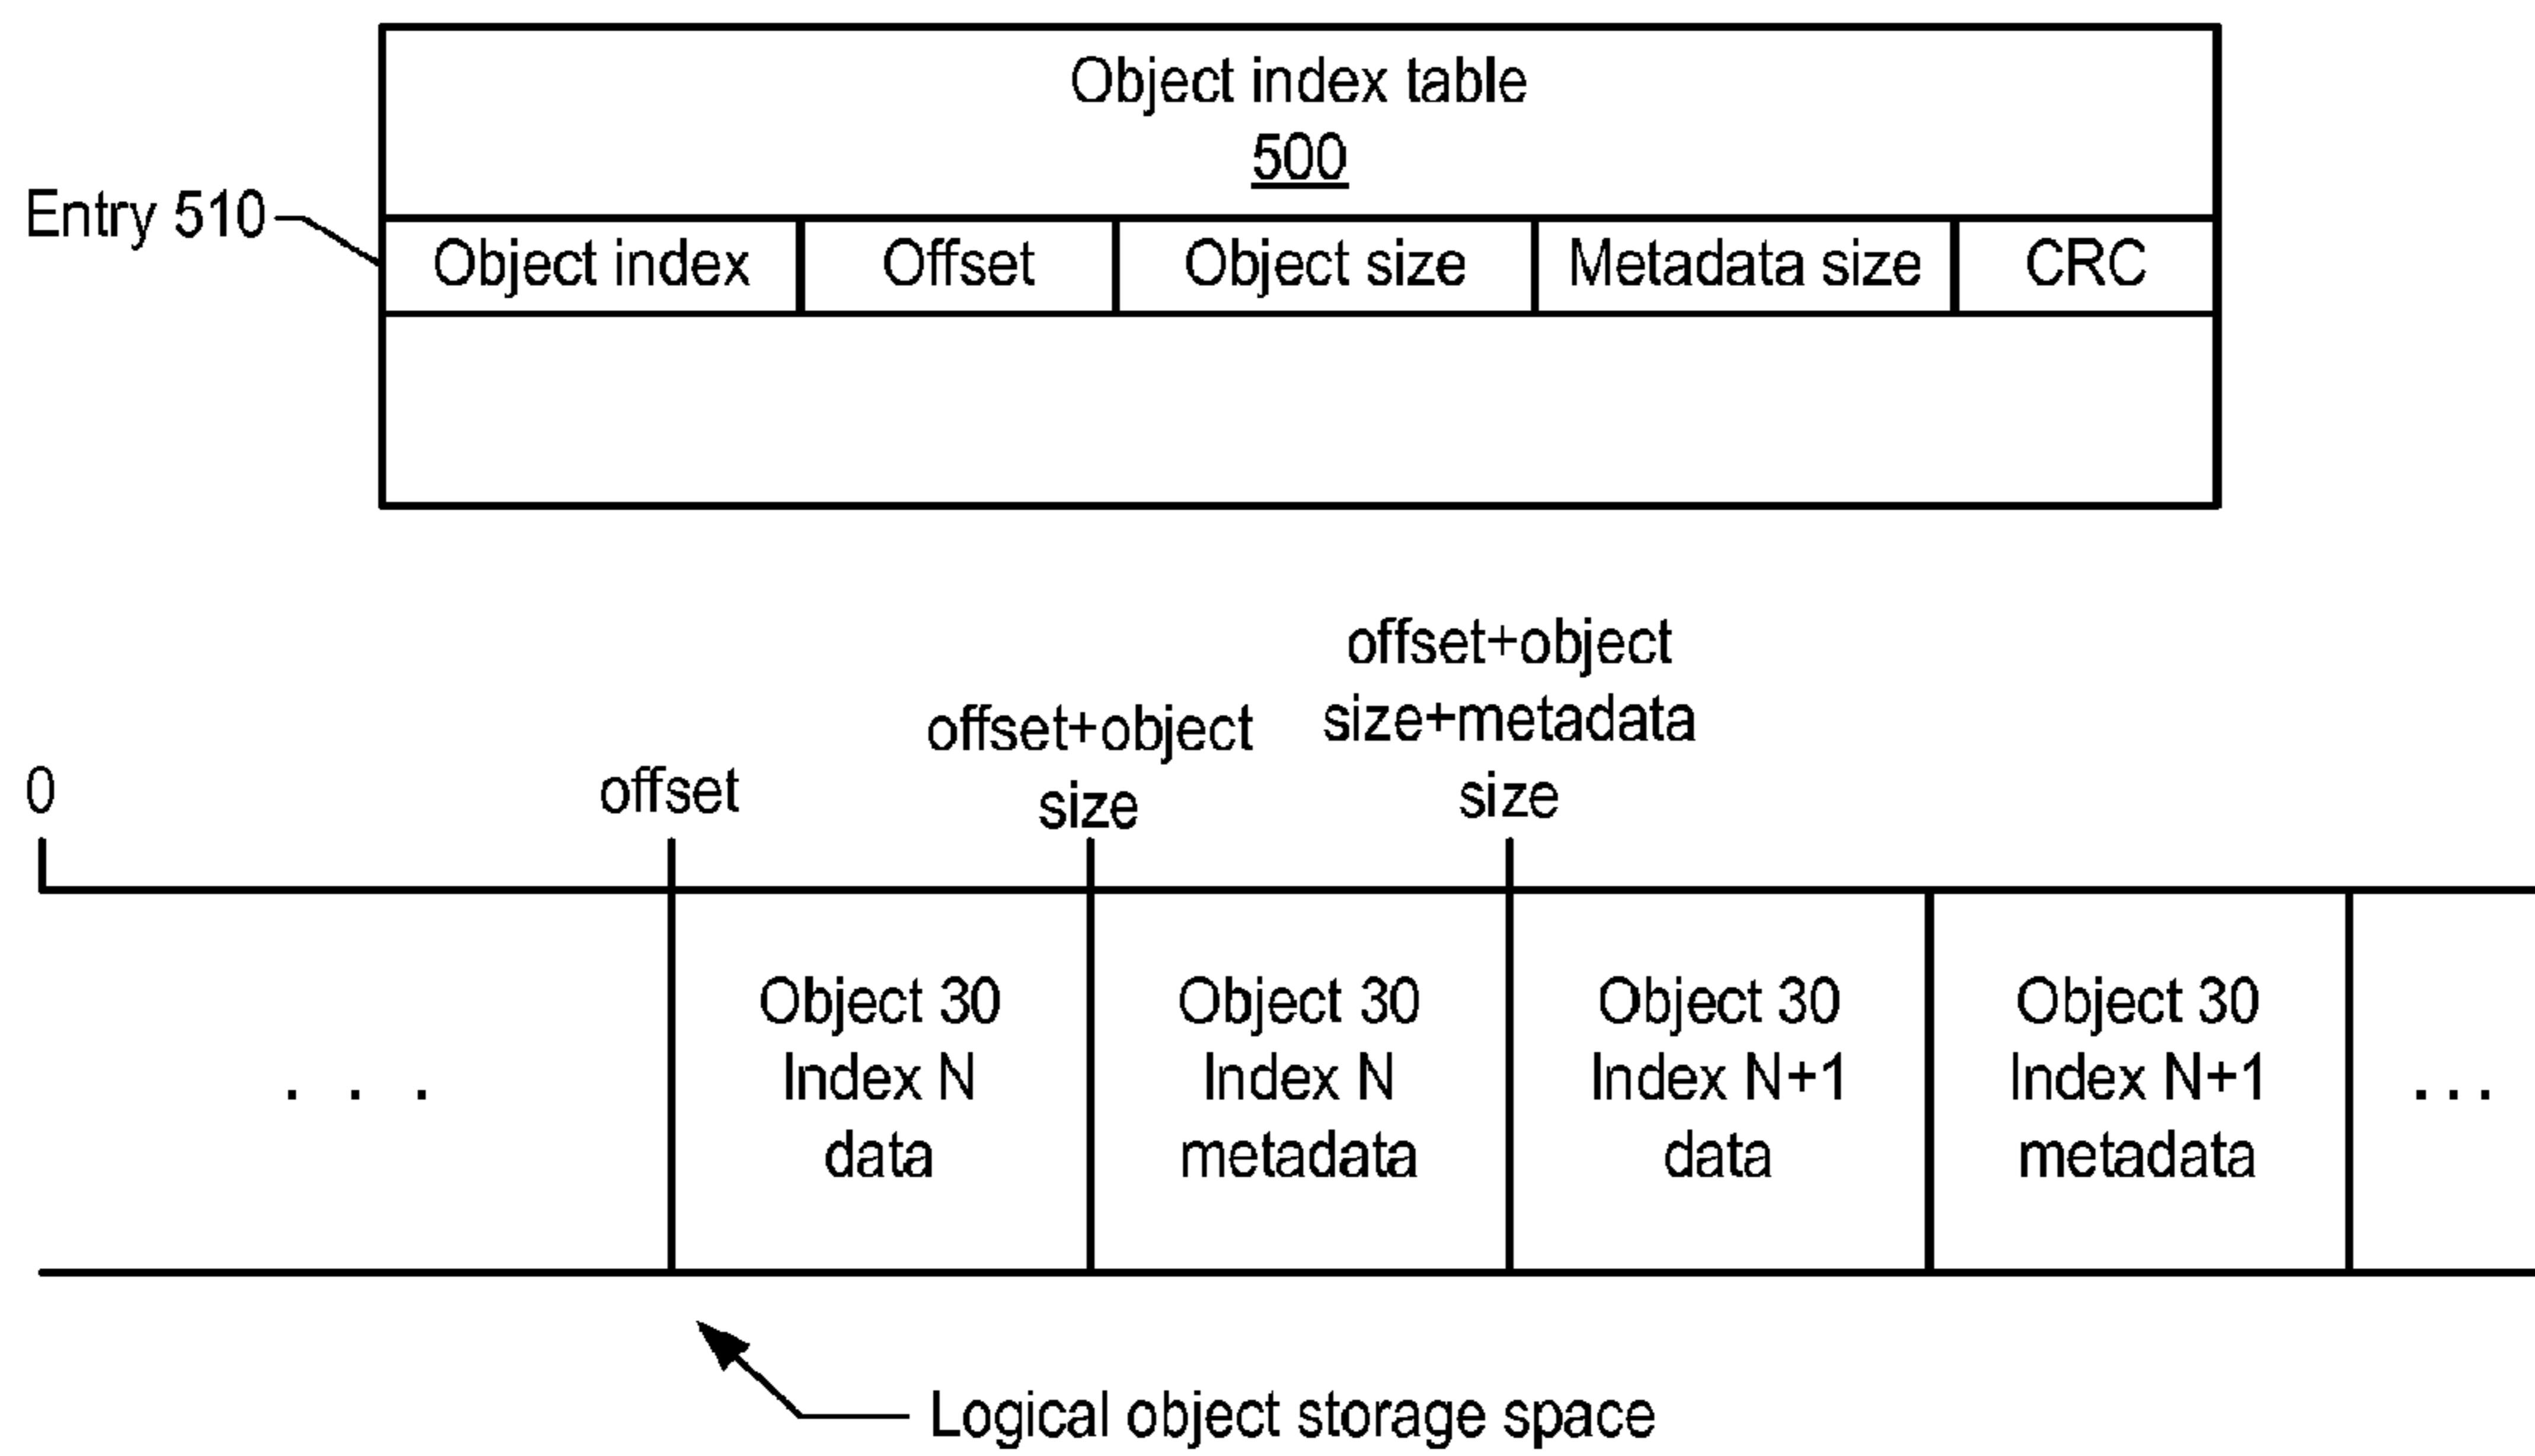 Object index table
500
Entry 510
Object index Offset Object size Metadata size CRC
offset+object
size+metadata
size
offset+object
size
offset
0
. . .
Object 30
Index N
data
Object 30
Index N
metadata
Object 30
Index N+1
data
Object 30
Index N+1
metadata
...
Logical object storage space